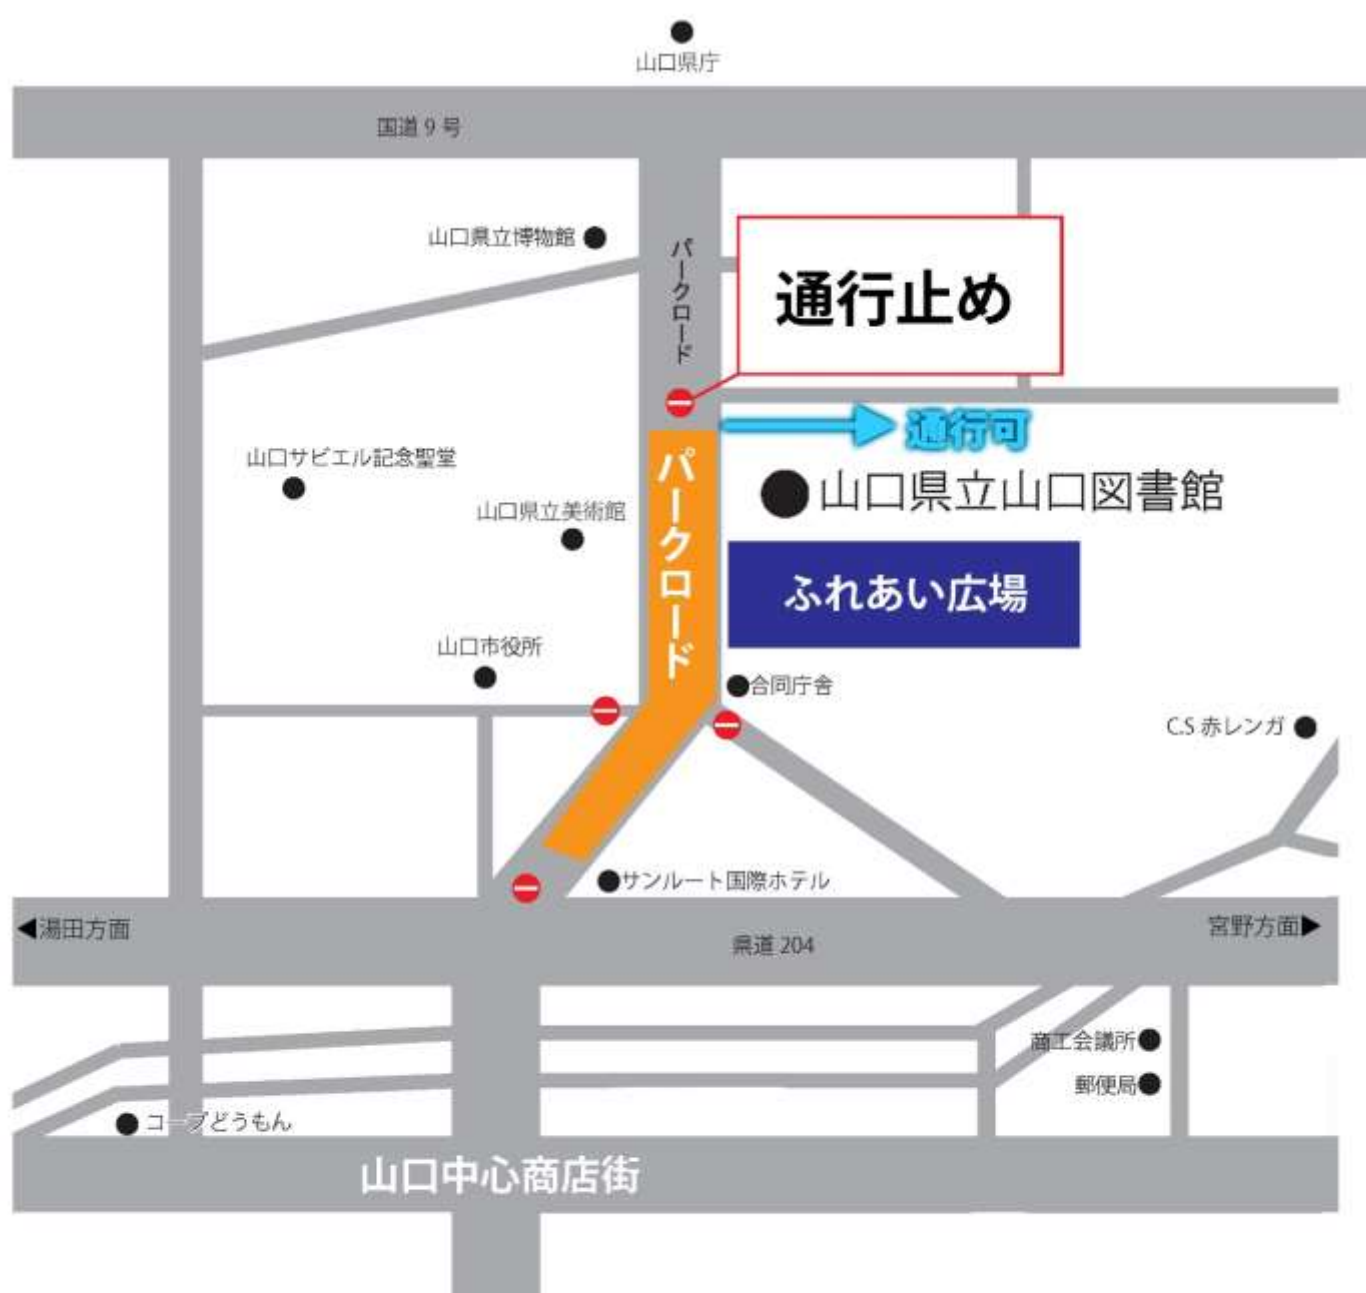 山口県庁
国道 9 号
山口県立博物館
パークロード
通行止め
通行可
山口サビエル記念聖堂
山口県立山口図書館
山口県立美術館
パークロード
ふれあい広場
山口市役所
合同庁舎
C.S 赤レンガ
サンルート国際ホテル
◀湯田方面
宮野方面▶
県道 204
商工会議所
郵便局
コープどうもん
山口中心商店街